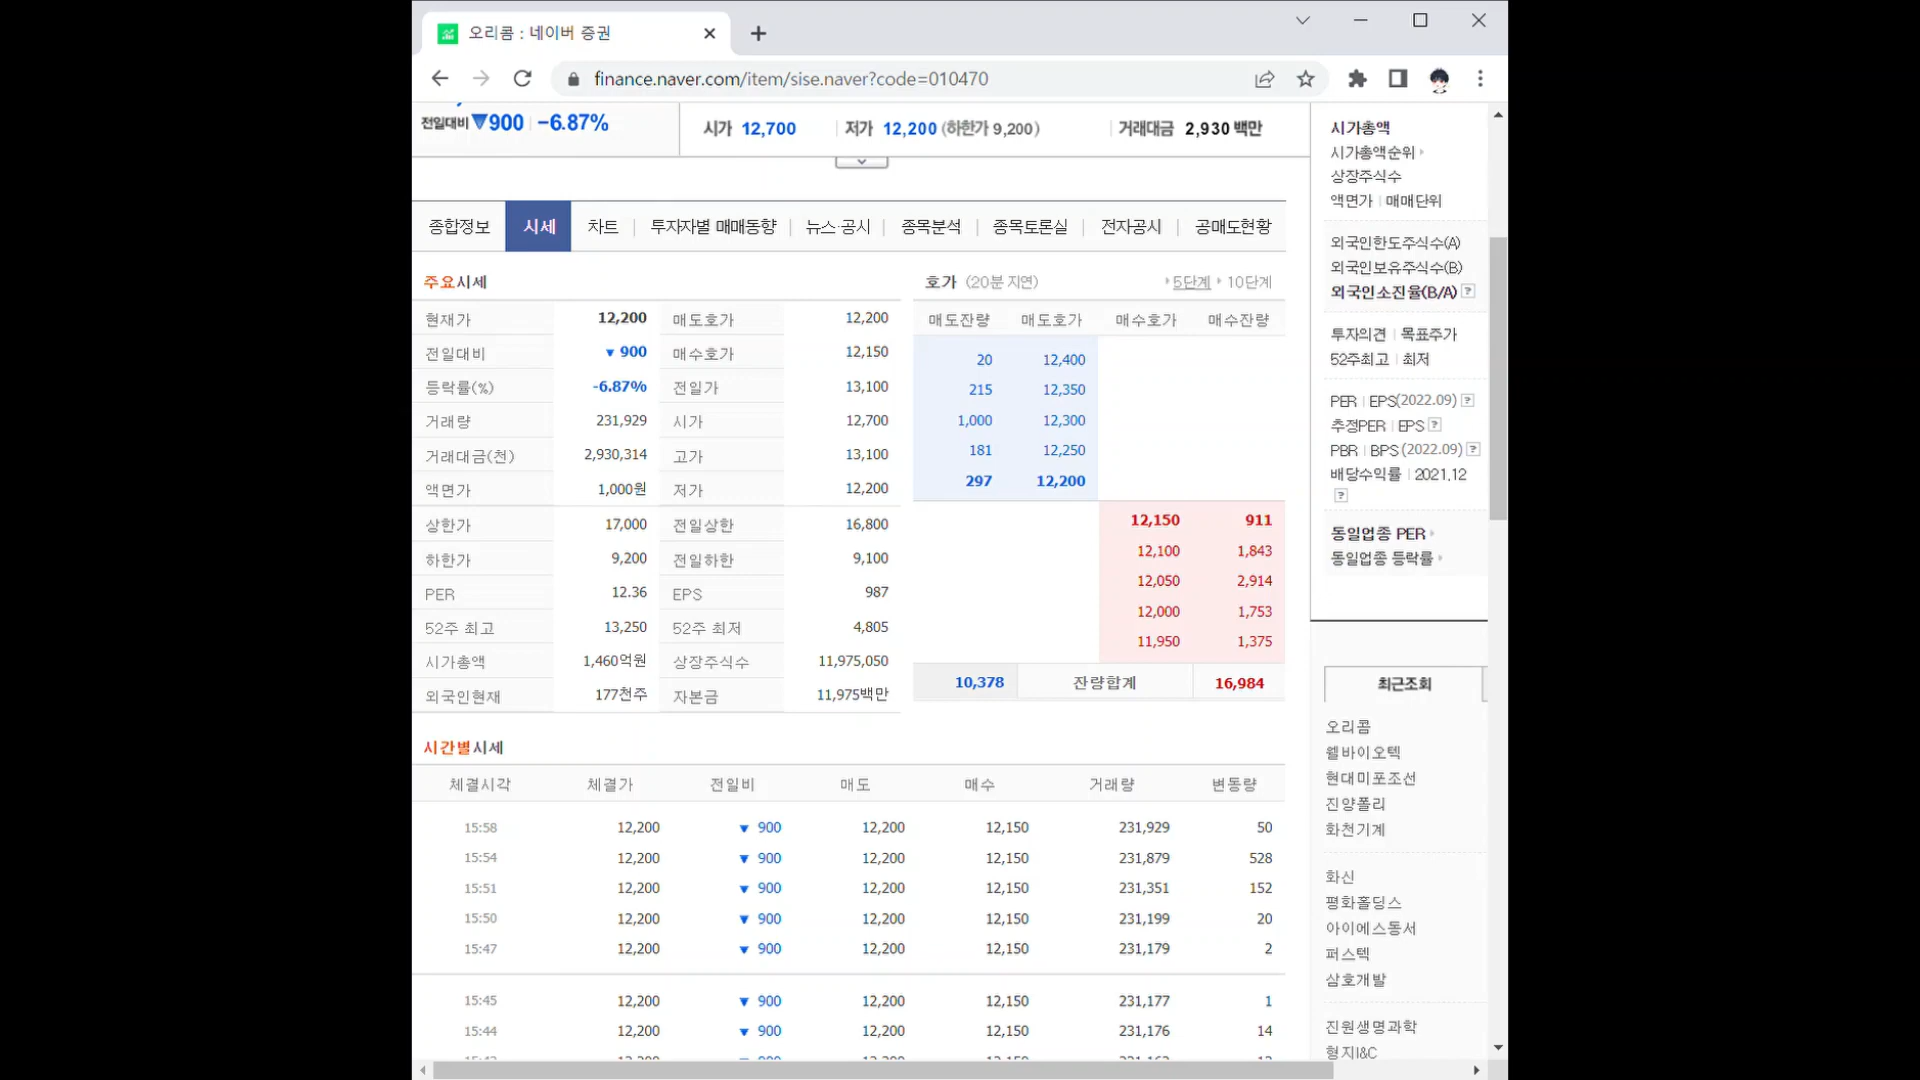 오리콤 : 네이버 증권
finance.naver.com/item/sise.naver?code=010470
전일대비 ▼900 -6.87%
시가 12,700 저가 12,200 (하한가 9,200) 거래대금 2,930 백만
종합정보 시세 차트 투자자별 매매동향 뉴스·공시 종목분석 종목토론실 전자공시 공매도현황
주요시세
현재가 12,200 매도호가 12,200
전일대비 ▼ 900 매수호가 12,150
등락률(%) -6.87% 전일가 13,100
거래량 231,929 시가 12,700
거래대금(천) 2,930,314 고가 13,100
액면가 1,000원 저가 12,200
상한가 17,000 전일상한 16,800
하한가 9,200 전일하한 9,100
PER 12.36 EPS 987
52주 최고 13,250 52주 최저 4,805
시가총액 1,460억원 상장주식수 11,975,050
외국인현재 177천주 자본금 11,975백만
호가 (20분 지연) 5단계 10단계
매도잔량 매도호가 매수호가 매수잔량
20 12,400
215 12,350
1,000 12,300
181 12,250
297 12,200
12,150 911
12,100 1,843
12,050 2,914
12,000 1,753
11,950 1,375
10,378 잔량합계 16,984
시간별시세
체결시각 체결가 전일비 매도 매수 거래량 변동량
15:58 12,200 ▼ 900 12,200 12,150 231,929 50
15:54 12,200 ▼ 900 12,200 12,150 231,879 528
15:51 12,200 ▼ 900 12,200 12,150 231,351 152
15:50 12,200 ▼ 900 12,200 12,150 231,199 20
15:47 12,200 ▼ 900 12,200 12,150 231,179 2
15:45 12,200 ▼ 900 12,200 12,150 231,177 1
15:44 12,200 ▼ 900 12,200 12,150 231,176 14
시가총액
시가총액순위
상장주식수
액면가 | 매매단위
외국인한도주식수(A)
외국인보유주식수(B)
외국인소진율(B/A) ?
투자의견 | 목표주가
52주최고 | 최저
PER | EPS(2022.09) ?
추정PER | EPS ?
PBR | BPS (2022.09) ?
배당수익률 | 2021.12
?
동일업종 PER
동일업종 등락률
최근조회
오리콤
웰바이오텍
현대미포조선
진양폴리
화천기계
화신
평화홀딩스
아이에스동서
퍼스텍
삼호개발
진원생명과학
형지I&C